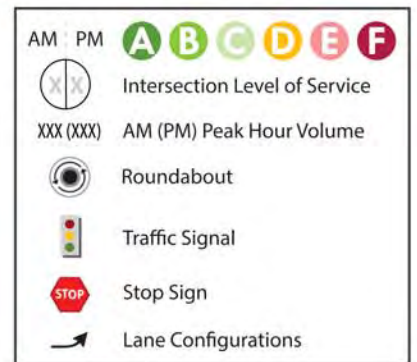 AM PM A B C D E F
X X Intersection Level of Service
XXX (XXX) AM (PM) Peak Hour Volume
Roundabout
Traffic Signal
STOP Stop Sign
Lane Configurations